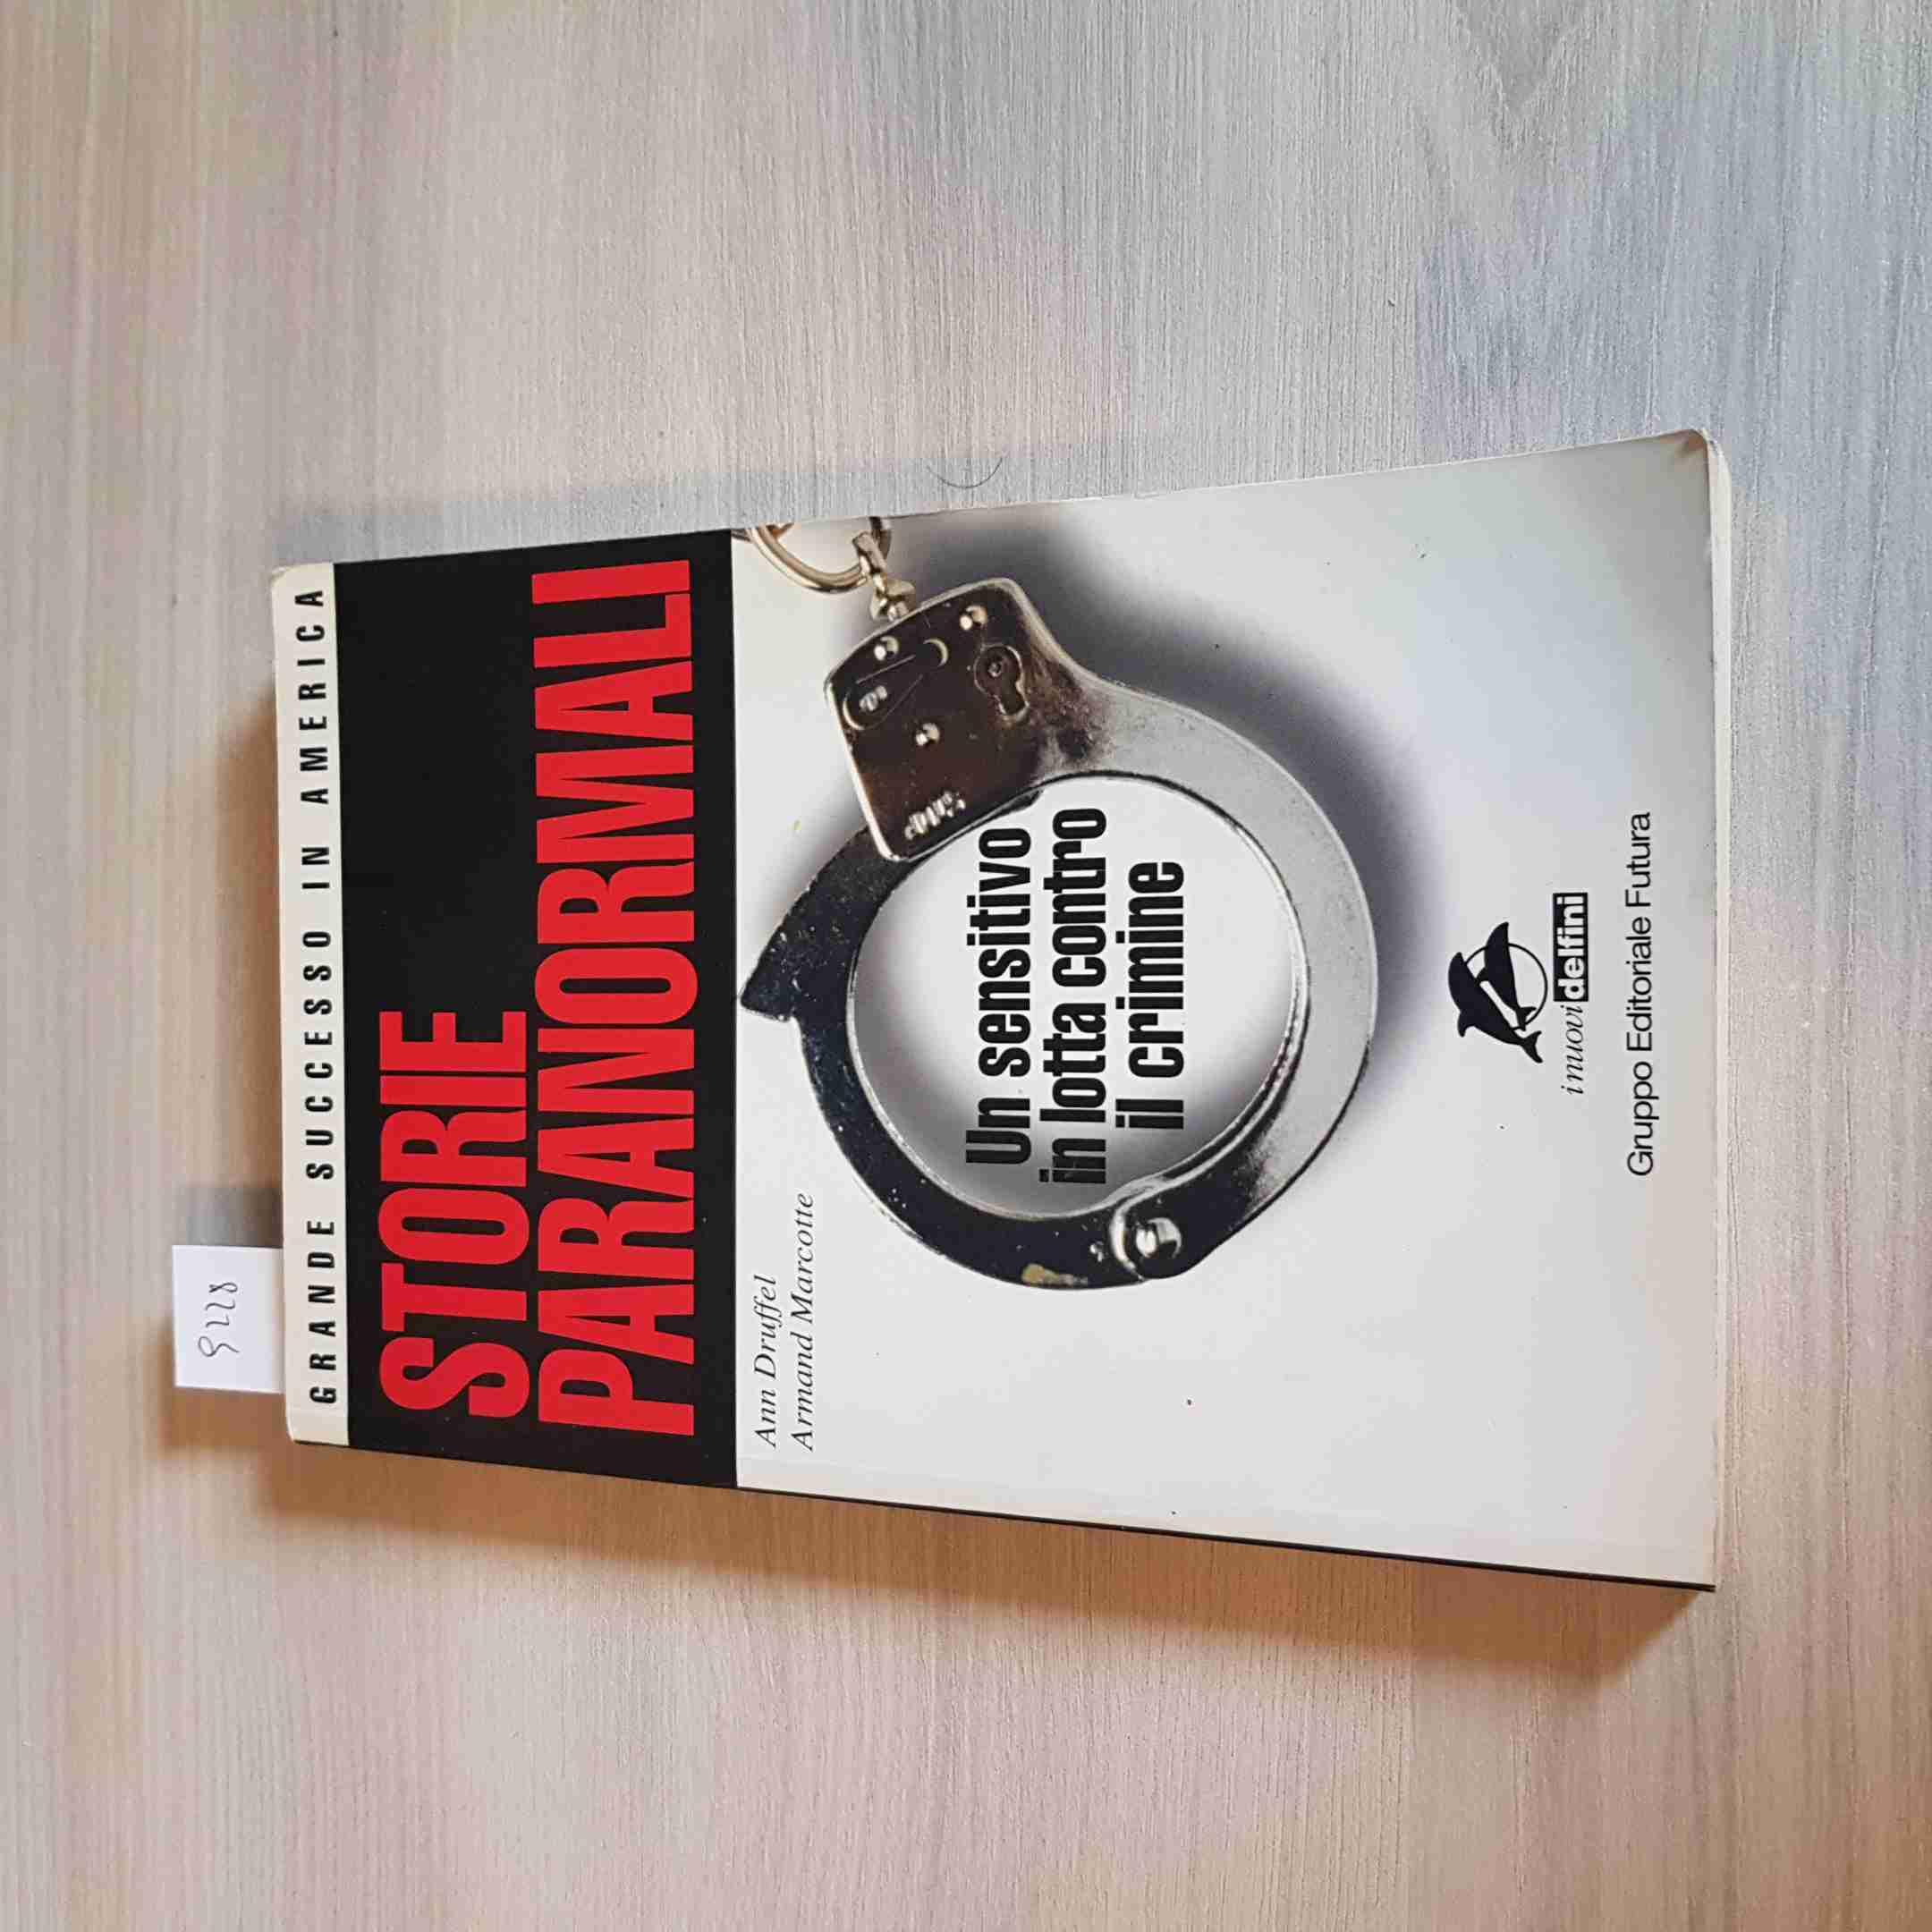 9228
GRANDE SUCCESSO IN AMERICA
STORIE
PARANORMALI
Ann Druffel
Armand Marcotte
Un sensitivo
in lotta contro
il crimine
i nuovi delfini
Gruppo Editoriale Futura